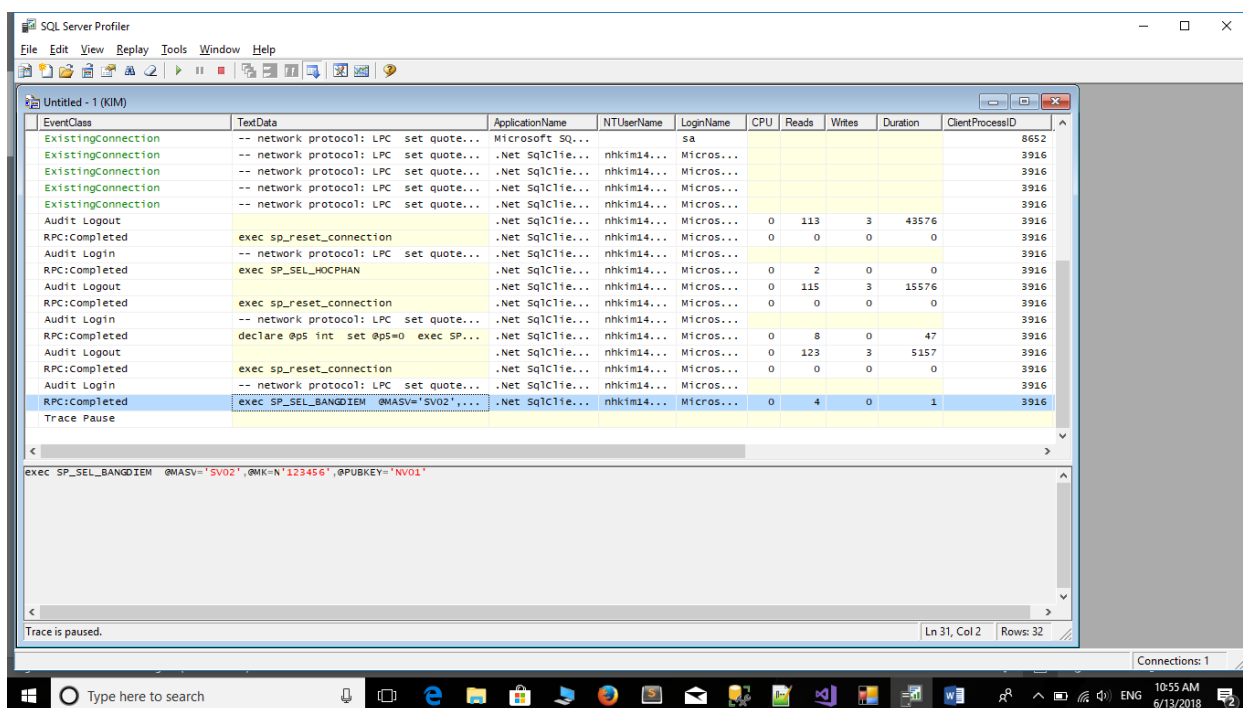 SQL Server Profiler
File Edit View Replay Tools Window Help
Untitled - 1 (KIM)
EventClass TextData ApplicationName NTUserName LoginName CPU Reads Writes Duration ClientProcessID
ExistingConnection -- network protocol: LPC set quote... Microsoft SQ... sa 8652
ExistingConnection -- network protocol: LPC set quote... .Net SqlClie... nhkim14... Micros... 3916
ExistingConnection -- network protocol: LPC set quote... .Net SqlClie... nhkim14... Micros... 3916
ExistingConnection -- network protocol: LPC set quote... .Net SqlClie... nhkim14... Micros... 3916
ExistingConnection -- network protocol: LPC set quote... .Net SqlClie... nhkim14... Micros... 3916
Audit Logout .Net SqlClie... nhkim14... Micros... 0 113 3 43576 3916
RPC:Completed exec sp_reset_connection .Net SqlClie... nhkim14... Micros... 0 0 0 0 3916
Audit Login -- network protocol: LPC set quote... .Net SqlClie... nhkim14... Micros... 3916
RPC:Completed exec SP_SEL_HOCPHAN .Net SqlClie... nhkim14... Micros... 0 2 0 0 3916
Audit Logout .Net SqlClie... nhkim14... Micros... 0 115 3 15576 3916
RPC:Completed exec sp_reset_connection .Net SqlClie... nhkim14... Micros... 0 0 0 0 3916
Audit Login -- network protocol: LPC set quote... .Net SqlClie... nhkim14... Micros... 3916
RPC:Completed declare @p5 int set @p5=0 exec SP... .Net SqlClie... nhkim14... Micros... 0 8 0 47 3916
Audit Logout .Net SqlClie... nhkim14... Micros... 0 123 3 5157 3916
RPC:Completed exec sp_reset_connection .Net SqlClie... nhkim14... Micros... 0 0 0 0 3916
Audit Login -- network protocol: LPC set quote... .Net SqlClie... nhkim14... Micros... 3916
RPC:Completed exec SP_SEL_BANGDIEM @MASV='SV02',... .Net SqlClie... nhkim14... Micros... 0 4 0 1 3916
Trace Pause
exec SP_SEL_BANGDIEM @MASV='SV02',@MK=N'123456',@PUBKEY='NV01'
Trace is paused. Ln 31, Col 2 Rows: 32
Connections: 1
Type here to search ENG 10:55 AM
6/13/2018